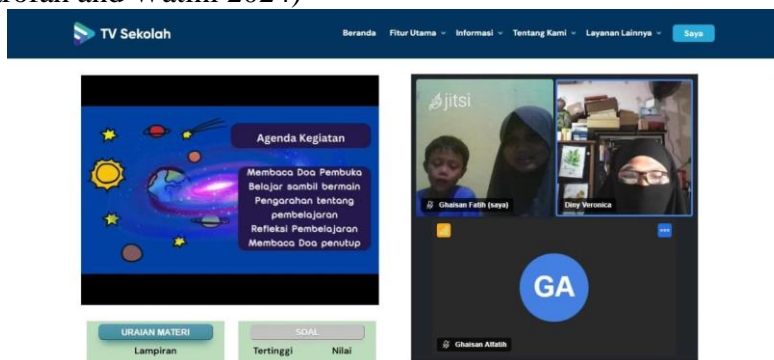 TV Sekolah
Beranda Fitur Utama Informasi Tentang Kami Layanan Lainnya Saya
Agenda Kegiatan
Membaca Doa Pembuka
Belajar sambil bermain
Pengarahan tentang
pembelajaran
Refleksi Pembelajaran
Membaca Doa penutup
URAIAN MATERI
Lampiran
SOAL
Tertinggi Nilai
jitsi
Ghaisan Fatih (saya)
Diny Veronica
GA
Ghaisan Alfatih